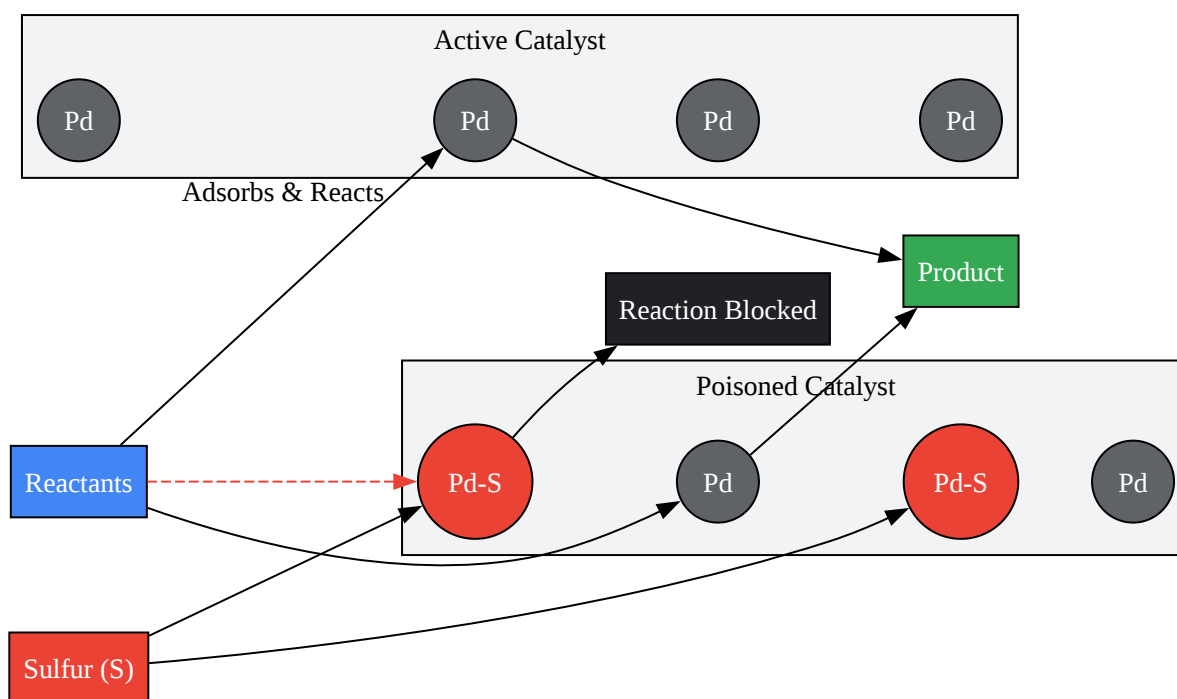 Active Catalyst
Pd
Pd
Pd
Pd
Adsorbs & Reacts
Product
Reaction Blocked
Poisoned Catalyst
Reactants
Pd-S
Pd
Pd-S
Pd
Sulfur (S)